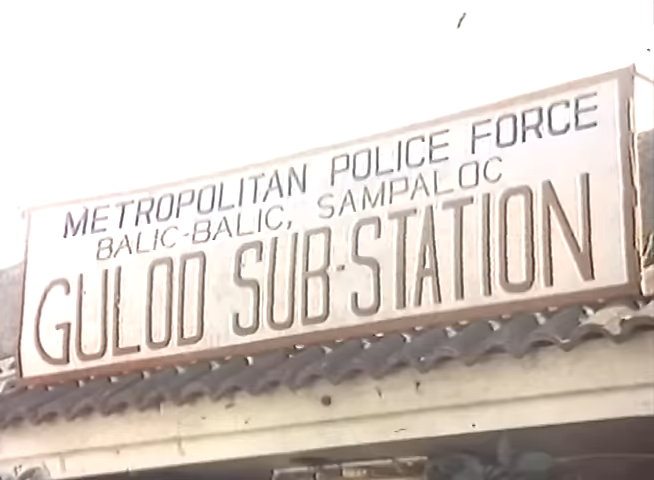 METROPOLITAN POLICE FORCE
BALIC-BALIC, SAMPALOC
GULOD SUB-STATION